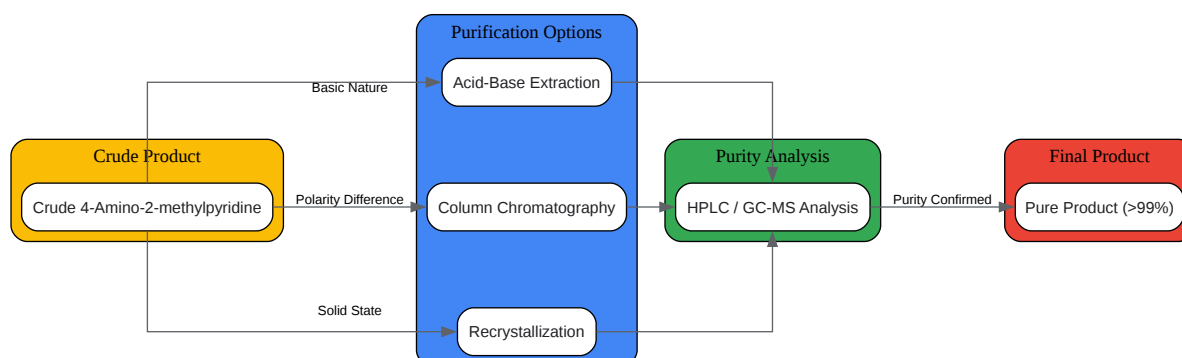 Purification Options
Acid-Base Extraction
Basic Nature
Crude Product
Purity Analysis
Final Product
Crude 4-Amino-2-methylpyridine
Polarity Difference
Column Chromatography
HPLC / GC-MS Analysis
Purity Confirmed
Pure Product (>99%)
Solid State
Recrystallization